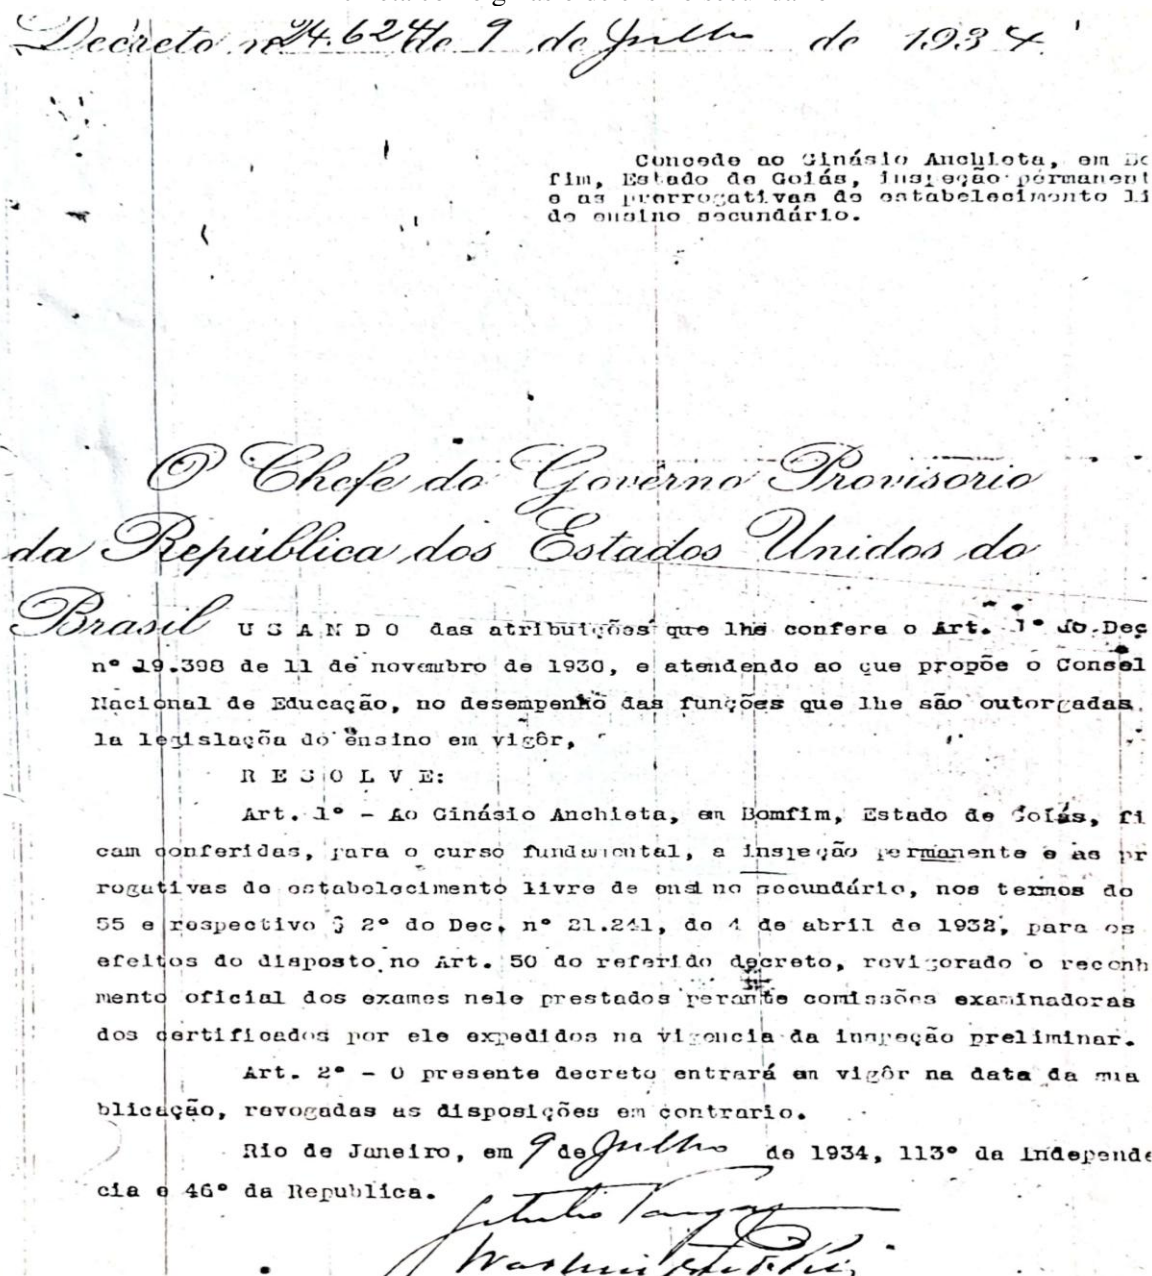 Decreto nº 24.624 de 9 de Julho de 1934
Concede ao Ginásio Anchieta, em Bo
fim, Estado de Goiás, inspeção permanent
e as prerrogativas de estabelecimento li
de ensino secundário.
O Chefe do Govêrno Provisorio
da República dos Estados Unidos do
Brasil U S A N D O das atribuições que lhe confere o Art. 1º do Dec
nº 19.398 de 11 de novembro de 1930, e atendendo ao que propõe o Consel
Nacional de Educação, no desempenho das funções que lhe são outorgadas
la legislaçõa do ensino em vigôr,
R E S O L V E:
Art. 1º - Ao Ginásio Anchieta, em Bomfim, Estado de Goiás, fi
cam conferidas, para o curso fundamental, a inspeção permanente e as pr
rogativas de estabelecimento livre de ensino secundário, nos termos do
55 e respectivo § 2º do Dec. nº 21.241, de 4 de abril de 1932, para os
efeitos do disposto no Art. 50 do referido decreto, revigorado o reconh
mento oficial dos exames nele prestados perante comissões examinadoras
dos certificados por ele expedidos na vigencia da inspeção preliminar.
Art. 2º - O presente decreto entrará em vigôr na data da
blicação, revogadas as disposições em contrario.
Rio de Janeiro, em 9 de Julho de 1934, 113º da Independe
cia e 46º da Republica.
Getulio Vargas